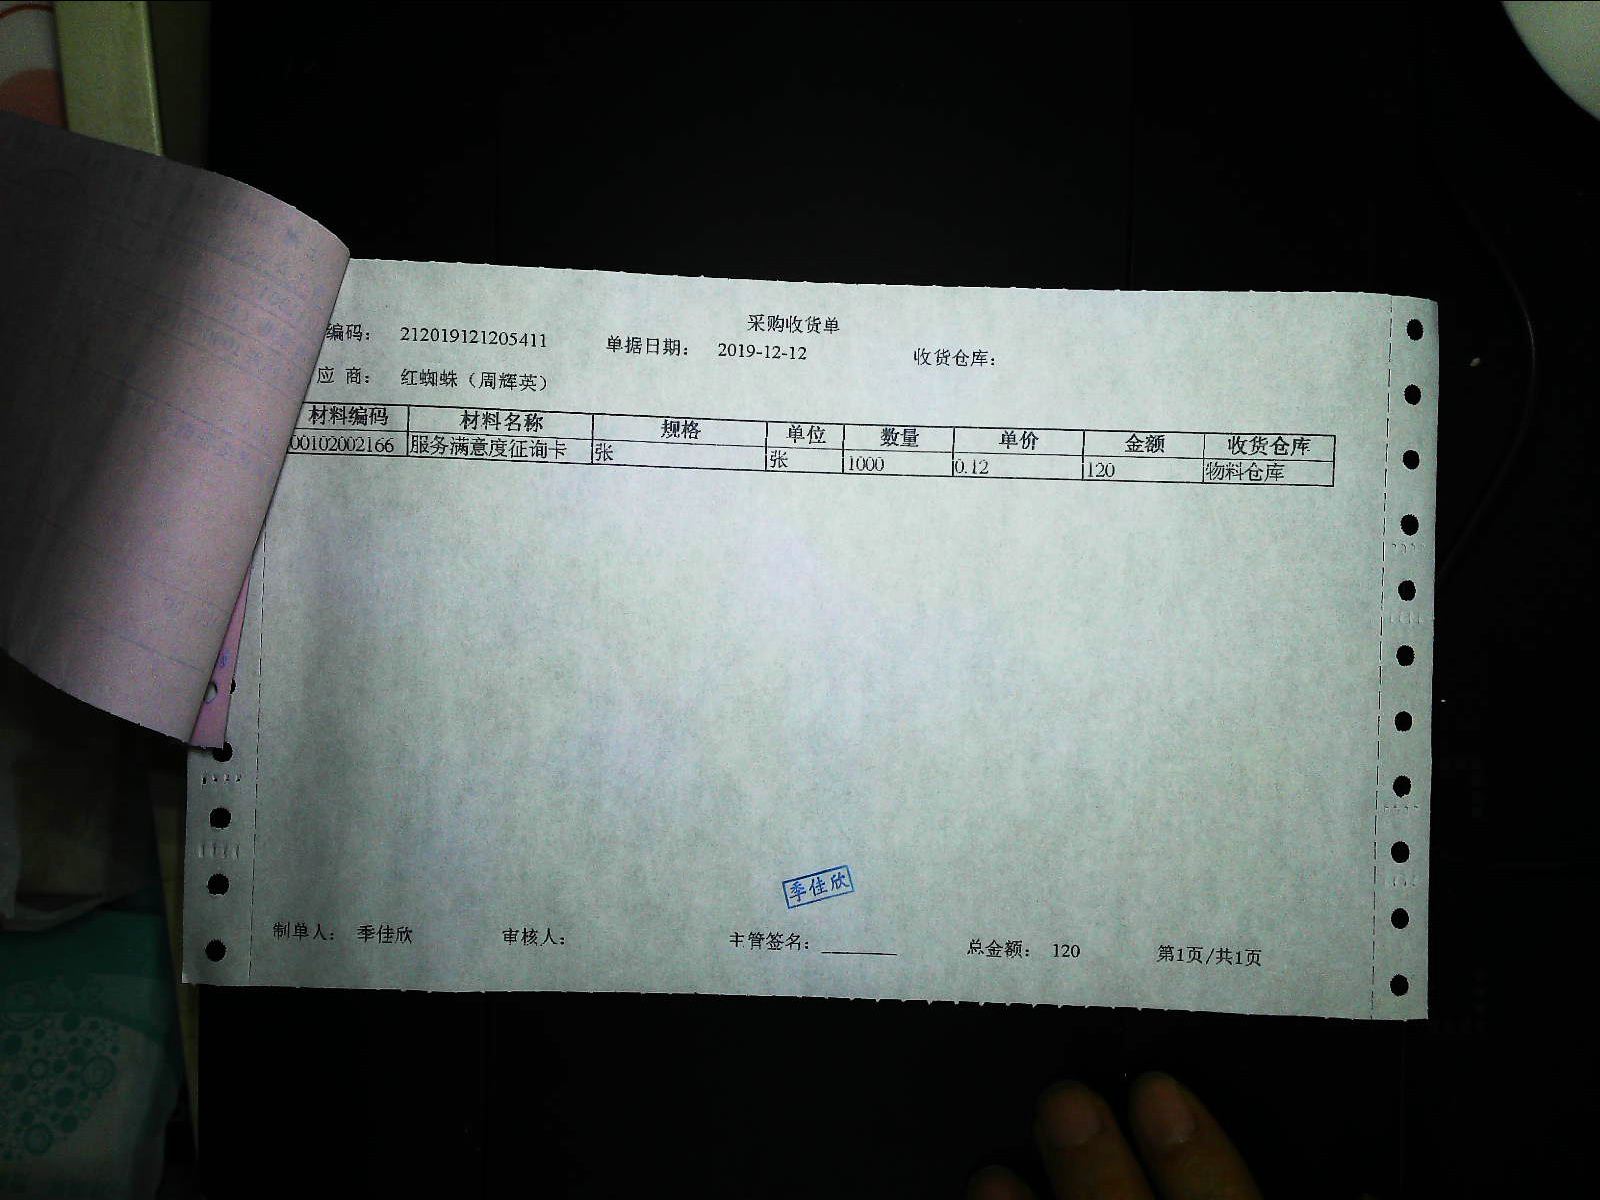 采购收货单
编码： 212019121205411 单据日期： 2019-12-12 收货仓库：
应 商： 红蜘蛛（周辉英）
材料编码 材料名称 规格 单位 数量 单价 金额 收货仓库
00102002166 服务满意度征询卡 张 张 1000 0.12 120 物料仓库
季佳欣
制单人： 季佳欣 审核人： 主管签名：________ 总金额： 120 第1页/共1页